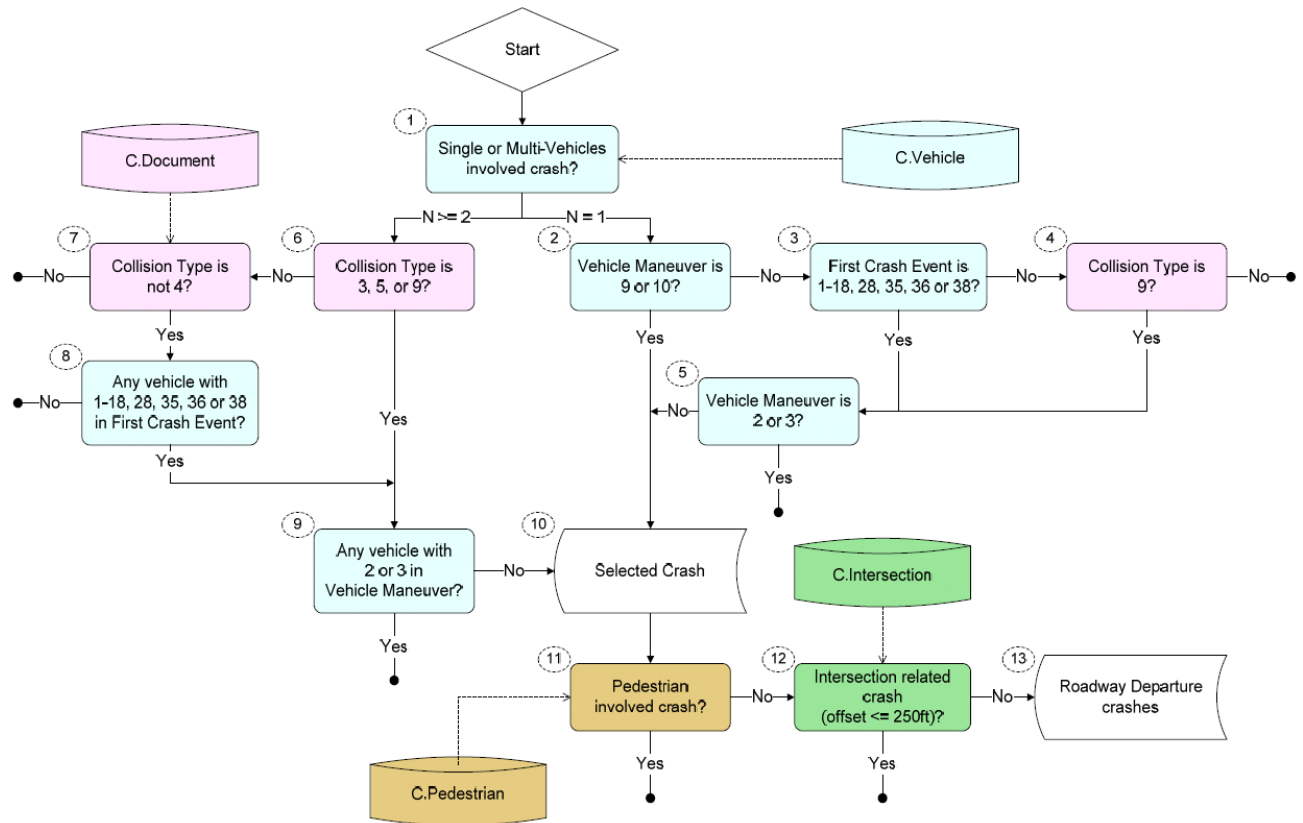 Start
1
Single or Multi-Vehicles
involved crash?
C.Document
C.Vehicle
N >= 2
N = 1
7
Collision Type is
not 4?
No
No
6
Collision Type is
3, 5, or 9?
2
Vehicle Maneuver is
9 or 10?
No
3
First Crash Event is
1-18, 28, 35, 36 or 38?
No
4
Collision Type is
9?
No
Yes
Yes
Yes
Yes
8
Any vehicle with
1-18, 28, 35, 36 or 38
in First Crash Event?
No
Yes
5
Vehicle Maneuver is
2 or 3?
No
Yes
Yes
9
Any vehicle with
2 or 3 in
Vehicle Maneuver?
No
Yes
10
Selected Crash
C.Intersection
11
Pedestrian
involved crash?
No
Yes
12
Intersection related
crash
(offset <= 250ft)?
No
Yes
13
Roadway Departure
crashes
C.Pedestrian